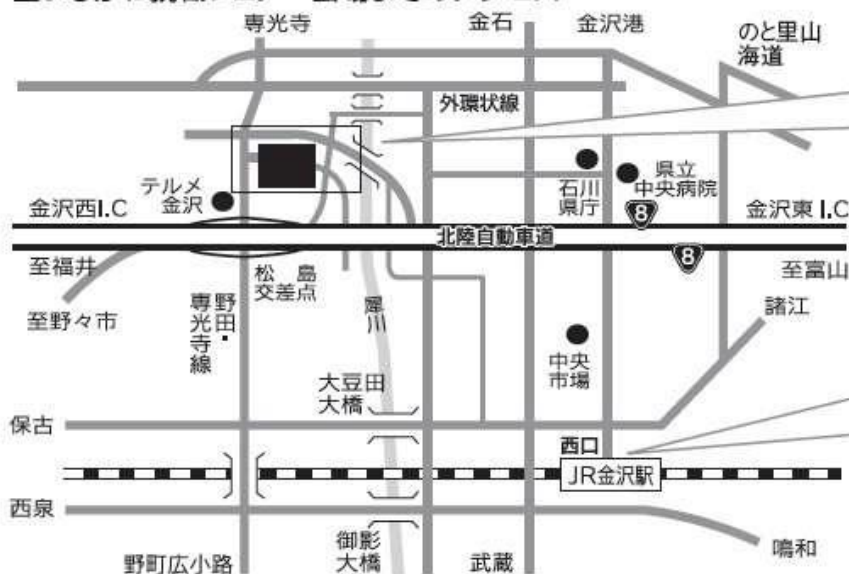 専光寺
金石
金沢港
のと里山
海道
外環状線
テルメ
金沢
石川
県庁
県立
中央病院
金沢西I.C
8
金沢東I.C
北陸自動車道
8
至福井
松島
交差点
至富山
至野々市
野田・
専光寺線
犀川
諸江
中央
市場
大豆田
大橋
保古
西口
JR金沢駅
西泉
野町広小路
御影
大橋
武蔵
鳴和